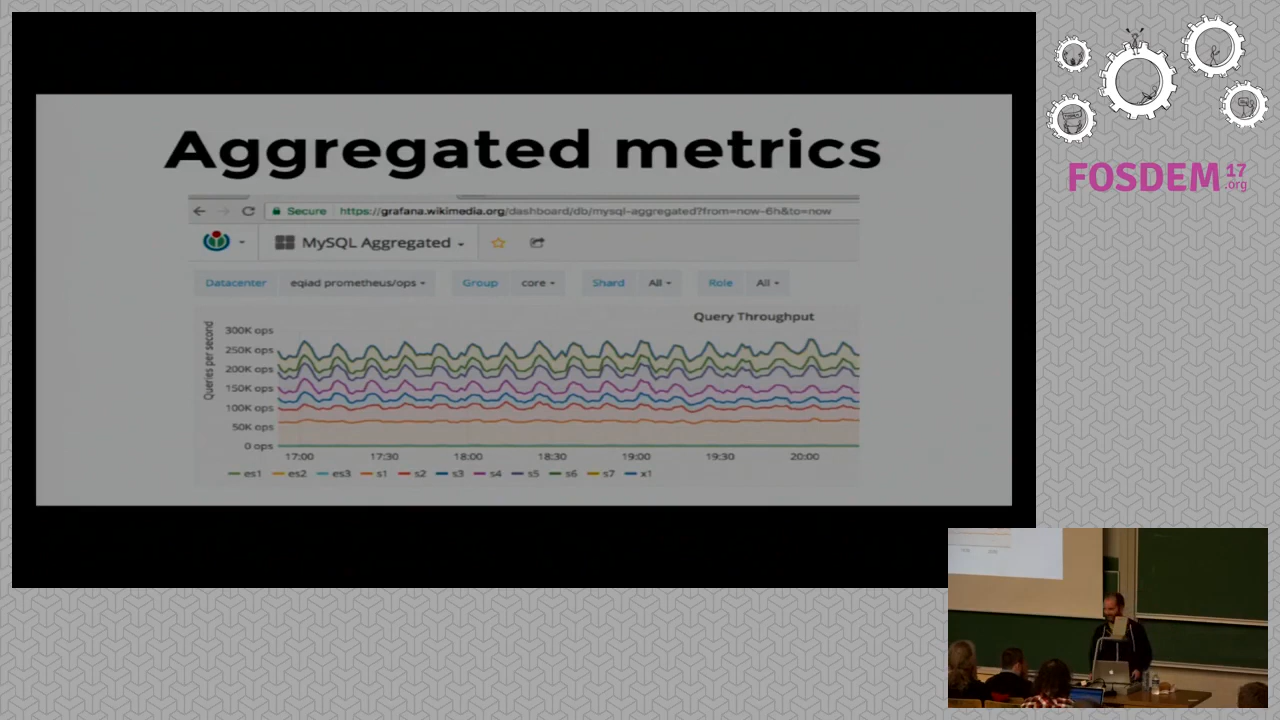 Aggregated metrics
Secure https://grafana.wikimedia.org/dashboard/db/mysql-aggregated?from=now-6h&to=now
MySQL Aggregated
Datacenter eqiad prometheus/ops Group core Shard All Role All
Query Throughput
Queries per second
300K ops
250K ops
200K ops
150K ops
100K ops
50K ops
0 ops
17:00 17:30 18:00 18:30 19:00 19:30 20:00
es1 es2 es3 s1 s2 s3 s4 s5 s6 s7 x1
FOSDEM 17
.org